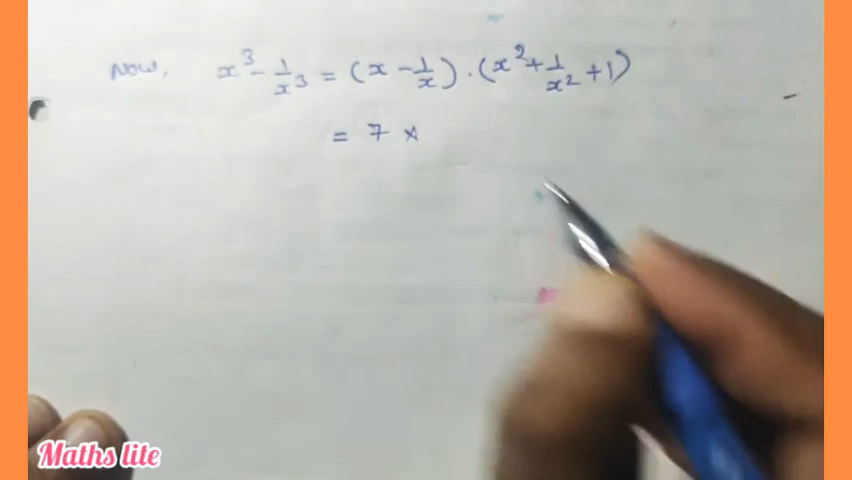 Now, x³ - 1/x³ = (x - 1/x) · (x² + 1/x² + 1)
= 7 ×
Maths lite